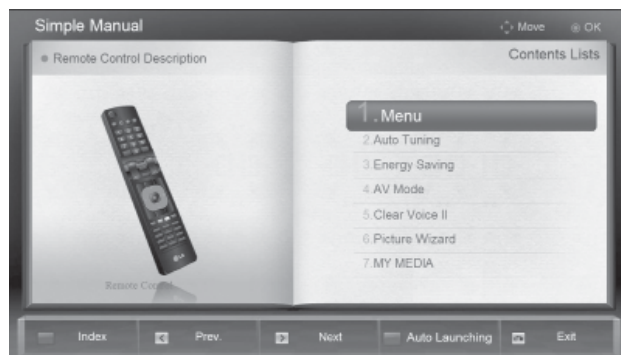 Simple Manual
Move OK
Remote Control Description
Contents Lists
1.Menu
2.Auto Tuning
3.Energy Saving
4.AV Mode
5.Clear Voice II
6.Picture Wizard
7.MY MEDIA
LG
Remote Control
Index Prev. Next Auto Launching Exit